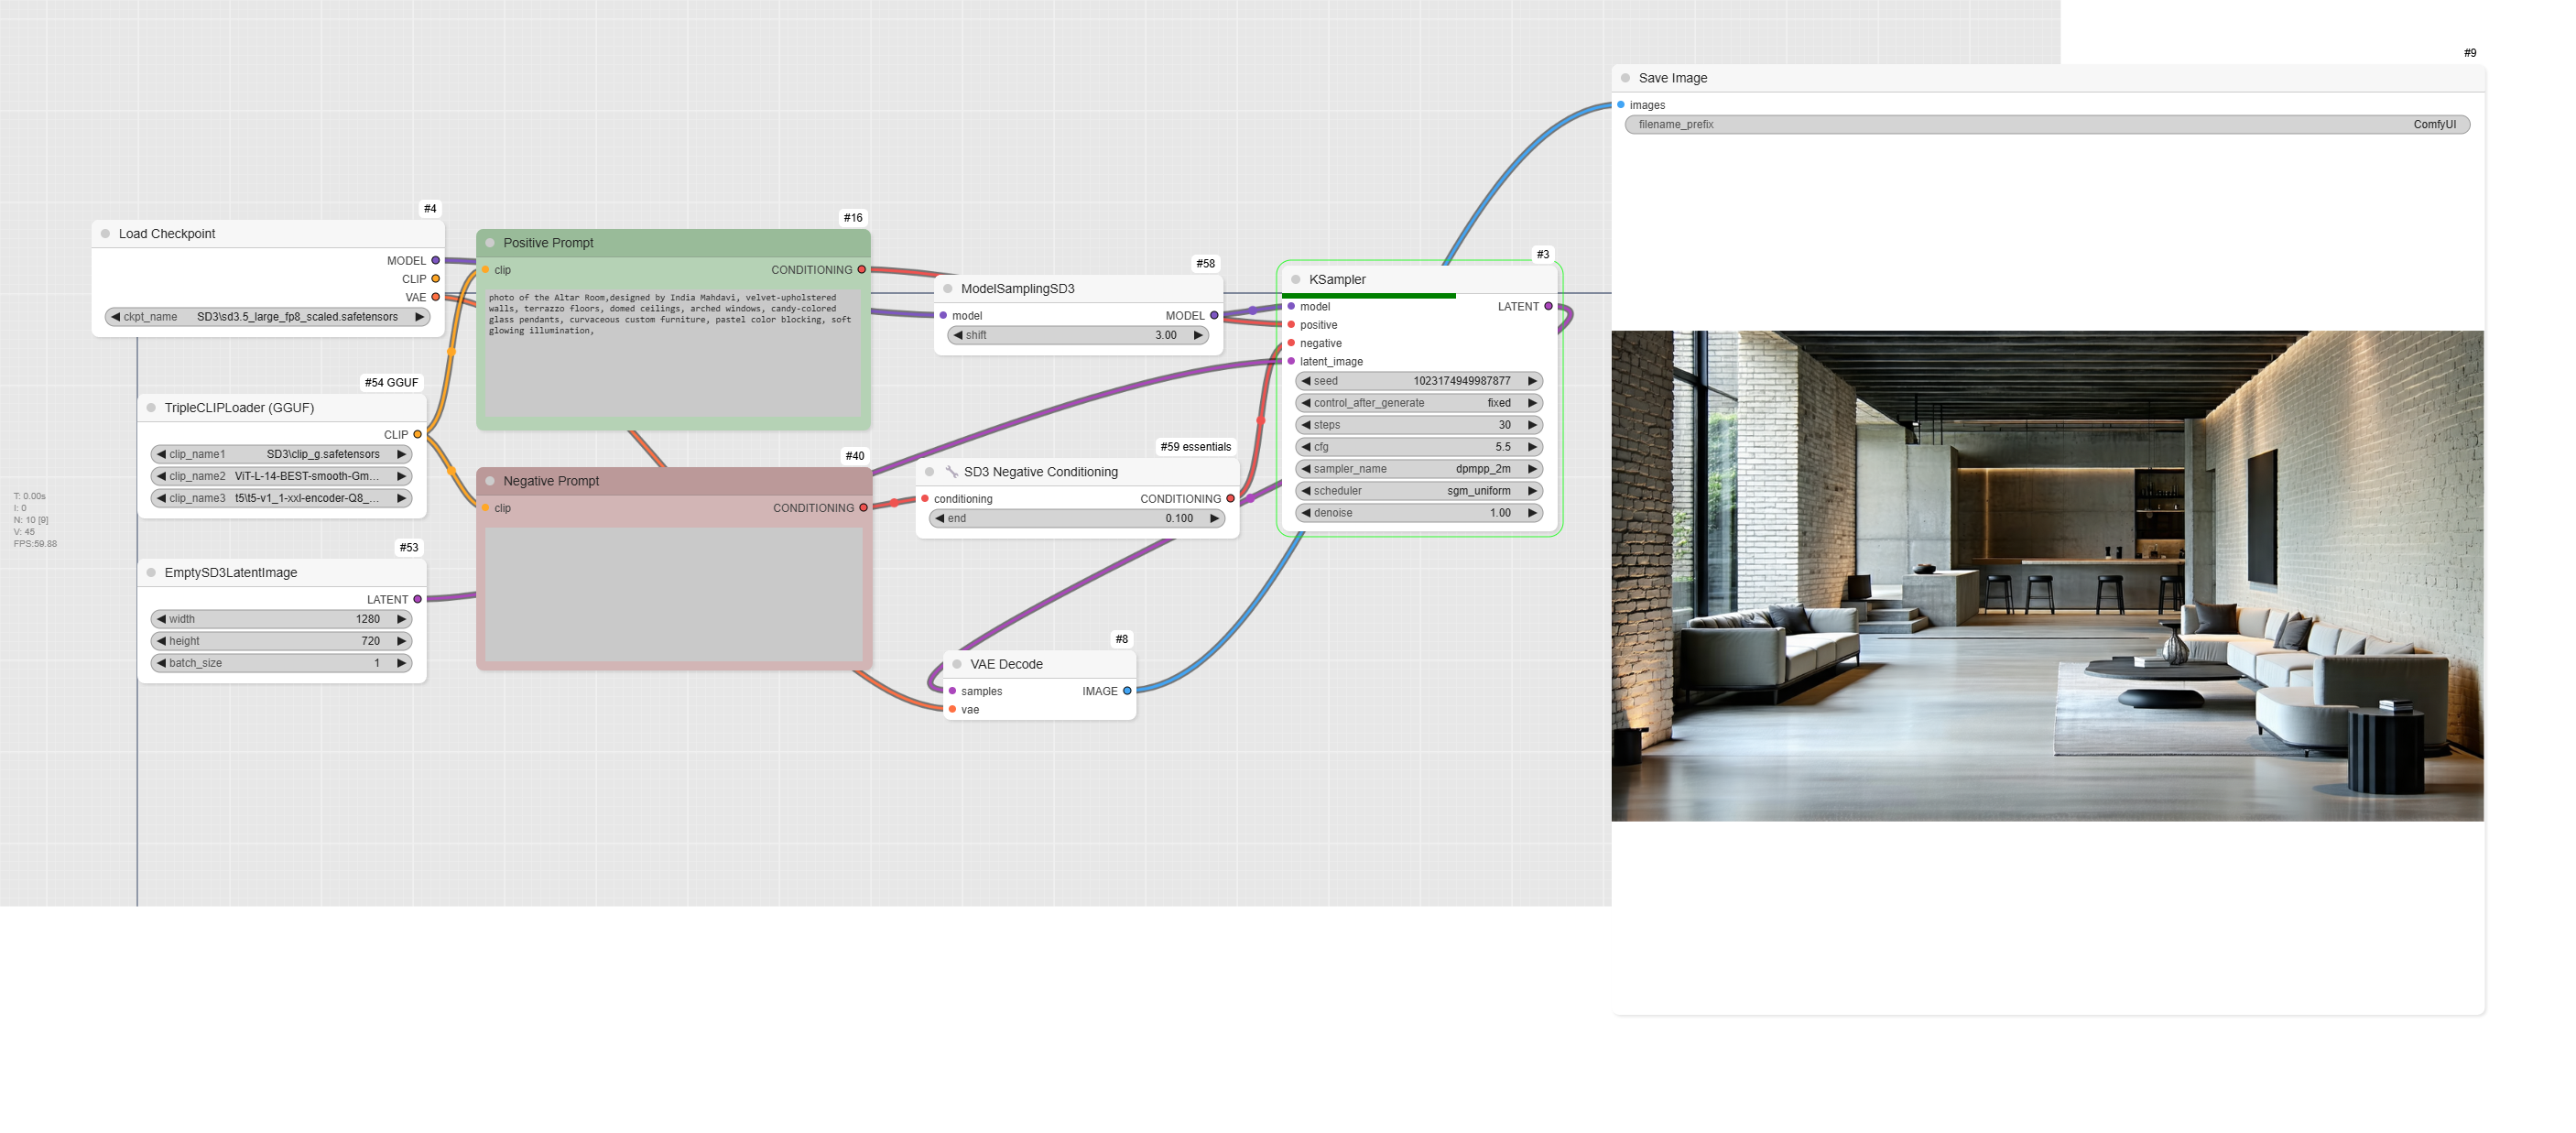 #9
Save Image
images
filename_prefix ComfyUI
#4
Load Checkpoint
MODEL
CLIP
VAE
ckpt_name SD3\sd3.5_large_fp8_scaled.safetensors
#16
Positive Prompt
clip CONDITIONING
photo of the Altar Room,designed by India Mahdavi, velvet-upholstered
walls, terrazzo floors, domed ceilings, arched windows, candy-colored
glass pendants, curvaceous custom furniture, pastel color blocking, soft
glowing illumination,
#58
ModelSamplingSD3
model MODEL
shift 3.00
#3
KSampler
model LATENT
positive
negative
latent_image
seed 1023174949987877
control_after_generate fixed
steps 30
cfg 5.5
sampler_name dpmpp_2m
scheduler sgm_uniform
denoise 1.00
#54 GGUF
TripleCLIPLoader (GGUF)
CLIP
clip_name1 SD3\clip_g.safetensors
clip_name2 ViT-L-14-BEST-smooth-Gm...
clip_name3 t5\t5-v1_1-xxl-encoder-Q8_...
#40
Negative Prompt
clip CONDITIONING
#59 essentials
SD3 Negative Conditioning
conditioning CONDITIONING
end 0.100
T: 0.00s
I: 0
N: 10 [9]
V: 45
FPS:59.88
#53
EmptySD3LatentImage
LATENT
width 1280
height 720
batch_size 1
#8
VAE Decode
samples IMAGE
vae